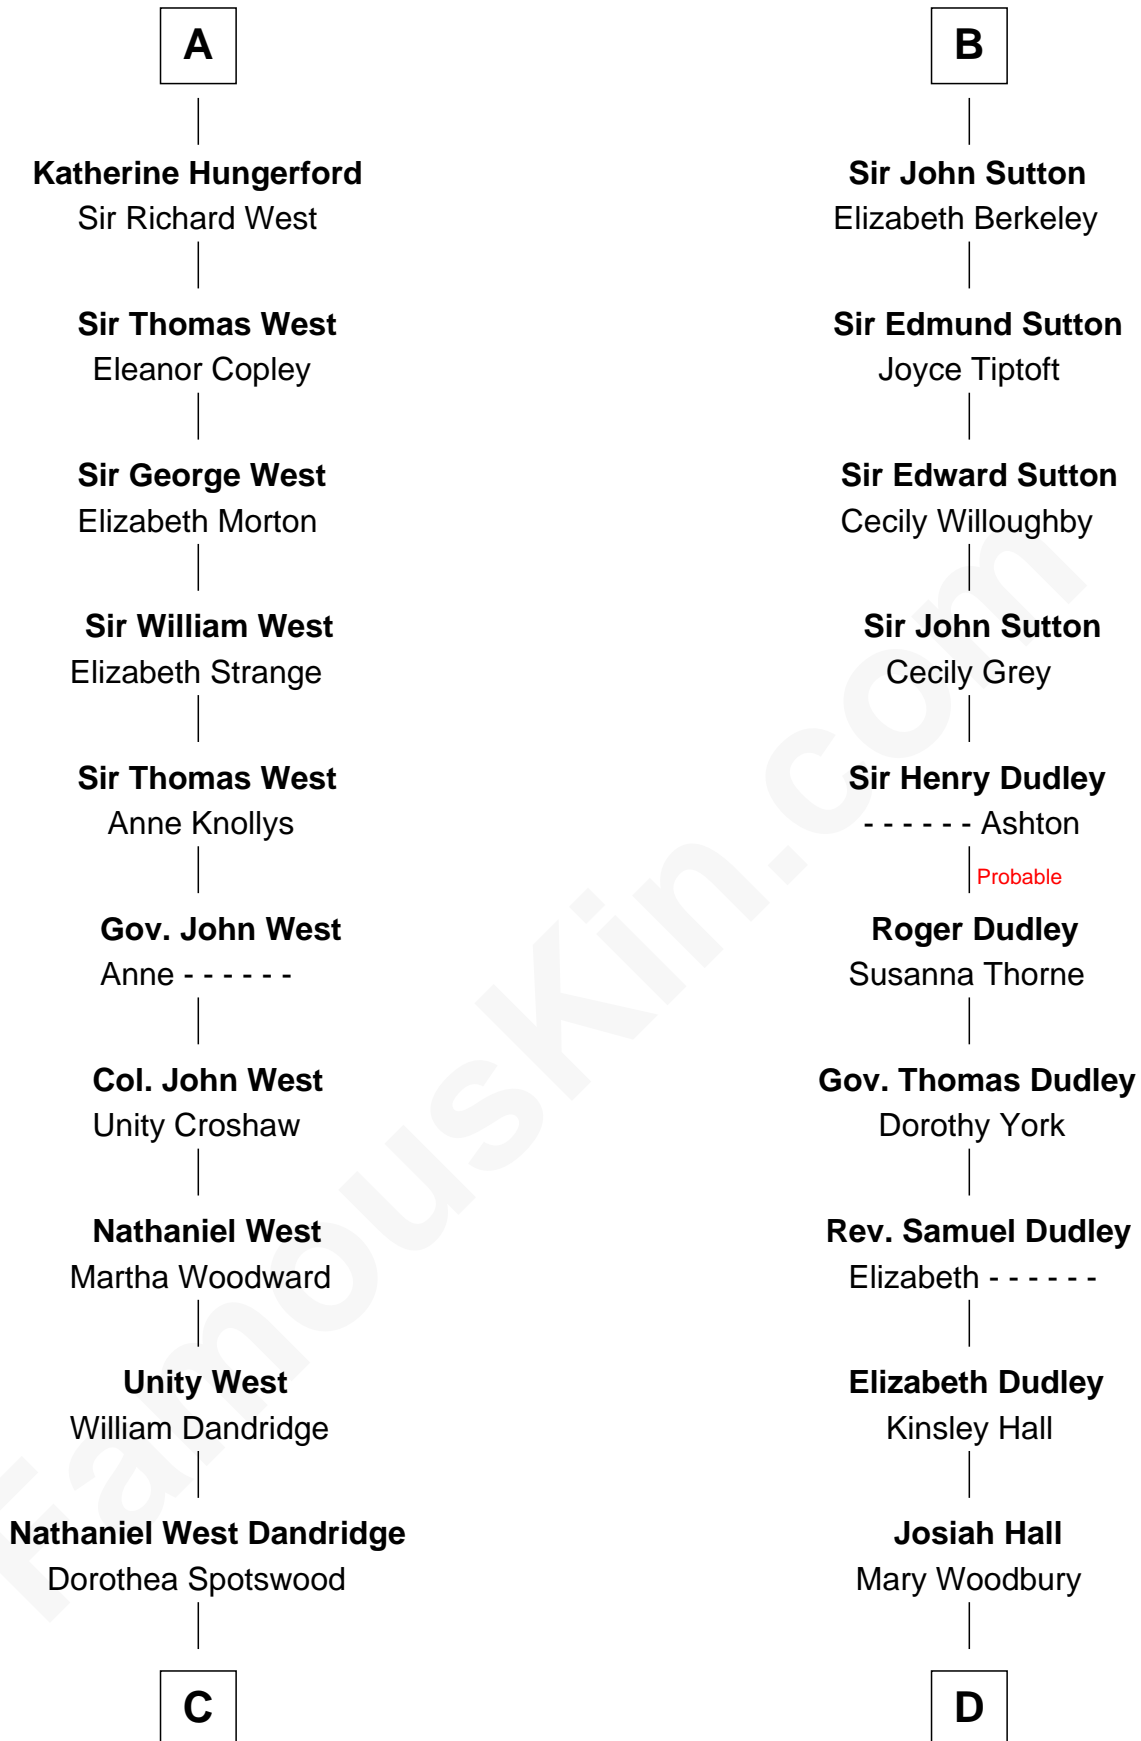 A
Katherine Hungerford
Sir Richard West
Sir Thomas West
Eleanor Copley
Sir George West
Elizabeth Morton
Sir William West
Elizabeth Strange
Sir Thomas West
Anne Knollys
Gov. John West
Anne - - - - - -
Col. John West
Unity Croshaw
Nathaniel West
Martha Woodward
Unity West
William Dandridge
Nathaniel West Dandridge
Dorothea Spotswood
C
B
Sir John Sutton
Elizabeth Berkeley
Sir Edmund Sutton
Joyce Tiptoft
Sir Edward Sutton
Cecily Willoughby
Sir John Sutton
Cecily Grey
Sir Henry Dudley
- - - - - - Ashton
Probable
Roger Dudley
Susanna Thorne
Gov. Thomas Dudley
Dorothy York
Rev. Samuel Dudley
Elizabeth - - - - - -
Elizabeth Dudley
Kinsley Hall
Josiah Hall
Mary Woodbury
D
FamousKin.com